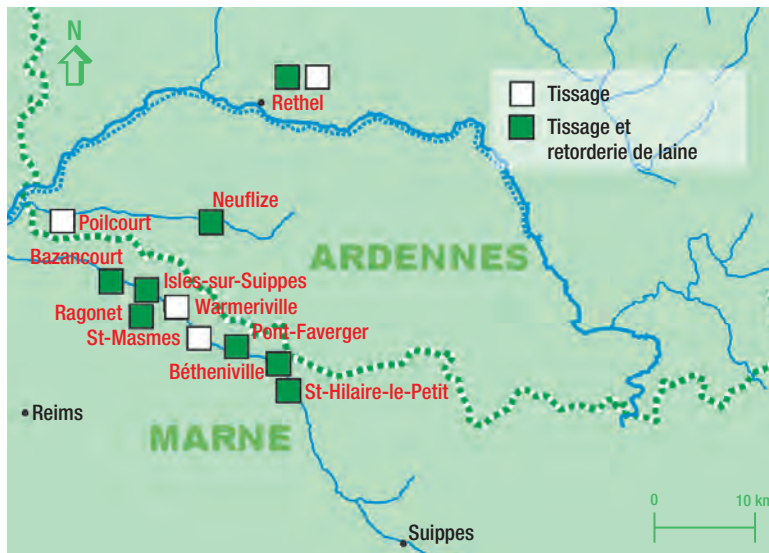 N
Rethel
Tissage
Tissage et
retorderie de laine
Neuflize
Poilcourt
Bazancourt
ARDENNES
Isles-sur-Suippes
Warmeriville
Ragonet
St-Masmes
Pont-Faverger
Bétheniville
St-Hilaire-le-Petit
Reims
MARNE
0 10 km
Suippes